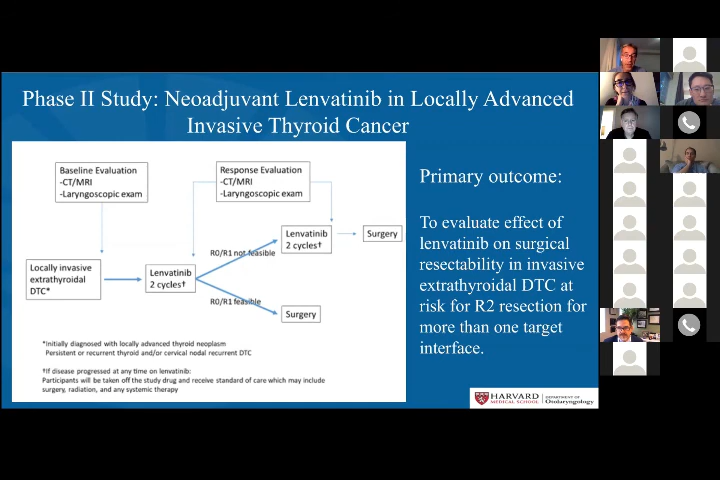 Phase II Study: Neoadjuvant Lenvatinib in Locally Advanced
Invasive Thyroid Cancer
Baseline Evaluation
-CT/MRI
-Laryngoscopic exam
Response Evaluation
-CT/MRI
-Laryngoscopic exam
Locally invasive
extrathyroidal
DTC*
Lenvatinib
2 cycles†
R0/R1 not feasible
Lenvatinib
2 cycles†
Surgery
R0/R1 feasible
Surgery
*Initially diagnosed with locally advanced thyroid neoplasm
Persistent or recurrent thyroid and/or cervical nodal recurrent DTC
†If disease progressed at any time on lenvatinib:
Participants will be taken off the study drug and receive standard of care which may include
surgery, radiation, and any systemic therapy
Primary outcome:
To evaluate effect of
lenvatinib on surgical
resectability in invasive
extrathyroidal DTC at
risk for R2 resection for
more than one target
interface.
HARVARD
MEDICAL SCHOOL
DEPARTMENT OF
Otolaryngology